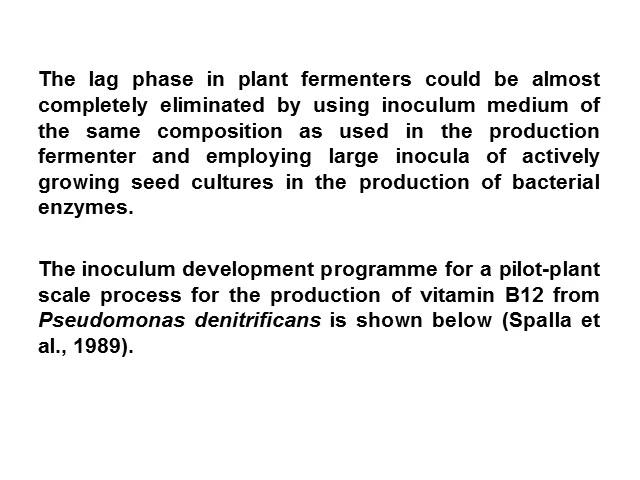 The lag phase in plant fermenters could be almost
completely eliminated by using inoculum medium of
the same composition as used in the production
fermenter and employing large inocula of actively
growing seed cultures in the production of bacterial
enzymes.
The inoculum development programme for a pilot-plant
scale process for the production of vitamin B12 from
Pseudomonas denitrificans is shown below (Spalla et
al., 1989).